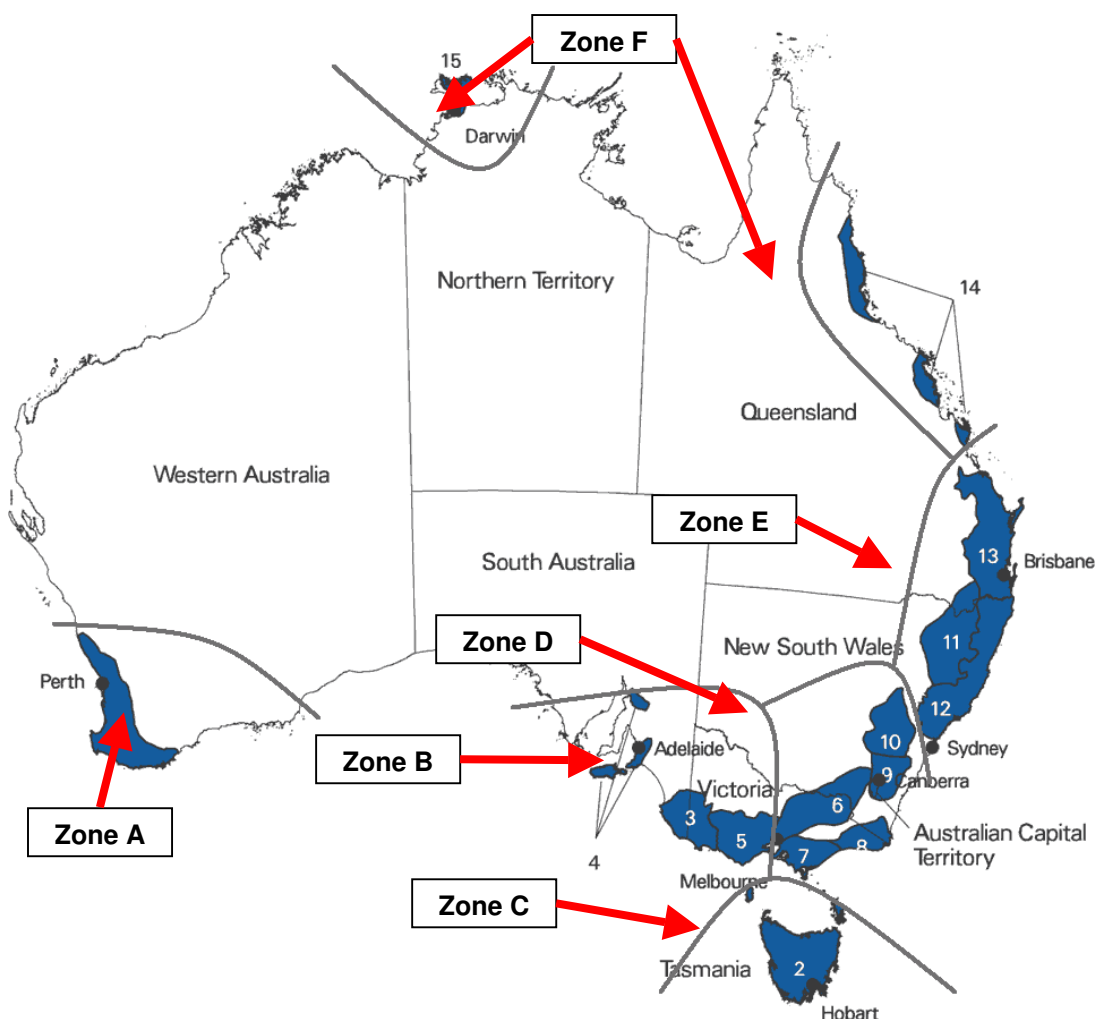 Zone F
15
Darwin
Northern Territory
14
Queensland
Western Australia
Zone E
South Australia
13
Brisbane
Zone D
New South Wales
11
Perth
12
10
Adelaide
Sydney
Zone B
9
Canberra
Victoria
6
3
Zone A
5
8
Australian Capital
Territory
7
4
Melbourne
Zone C
Tasmania
2
Hobart